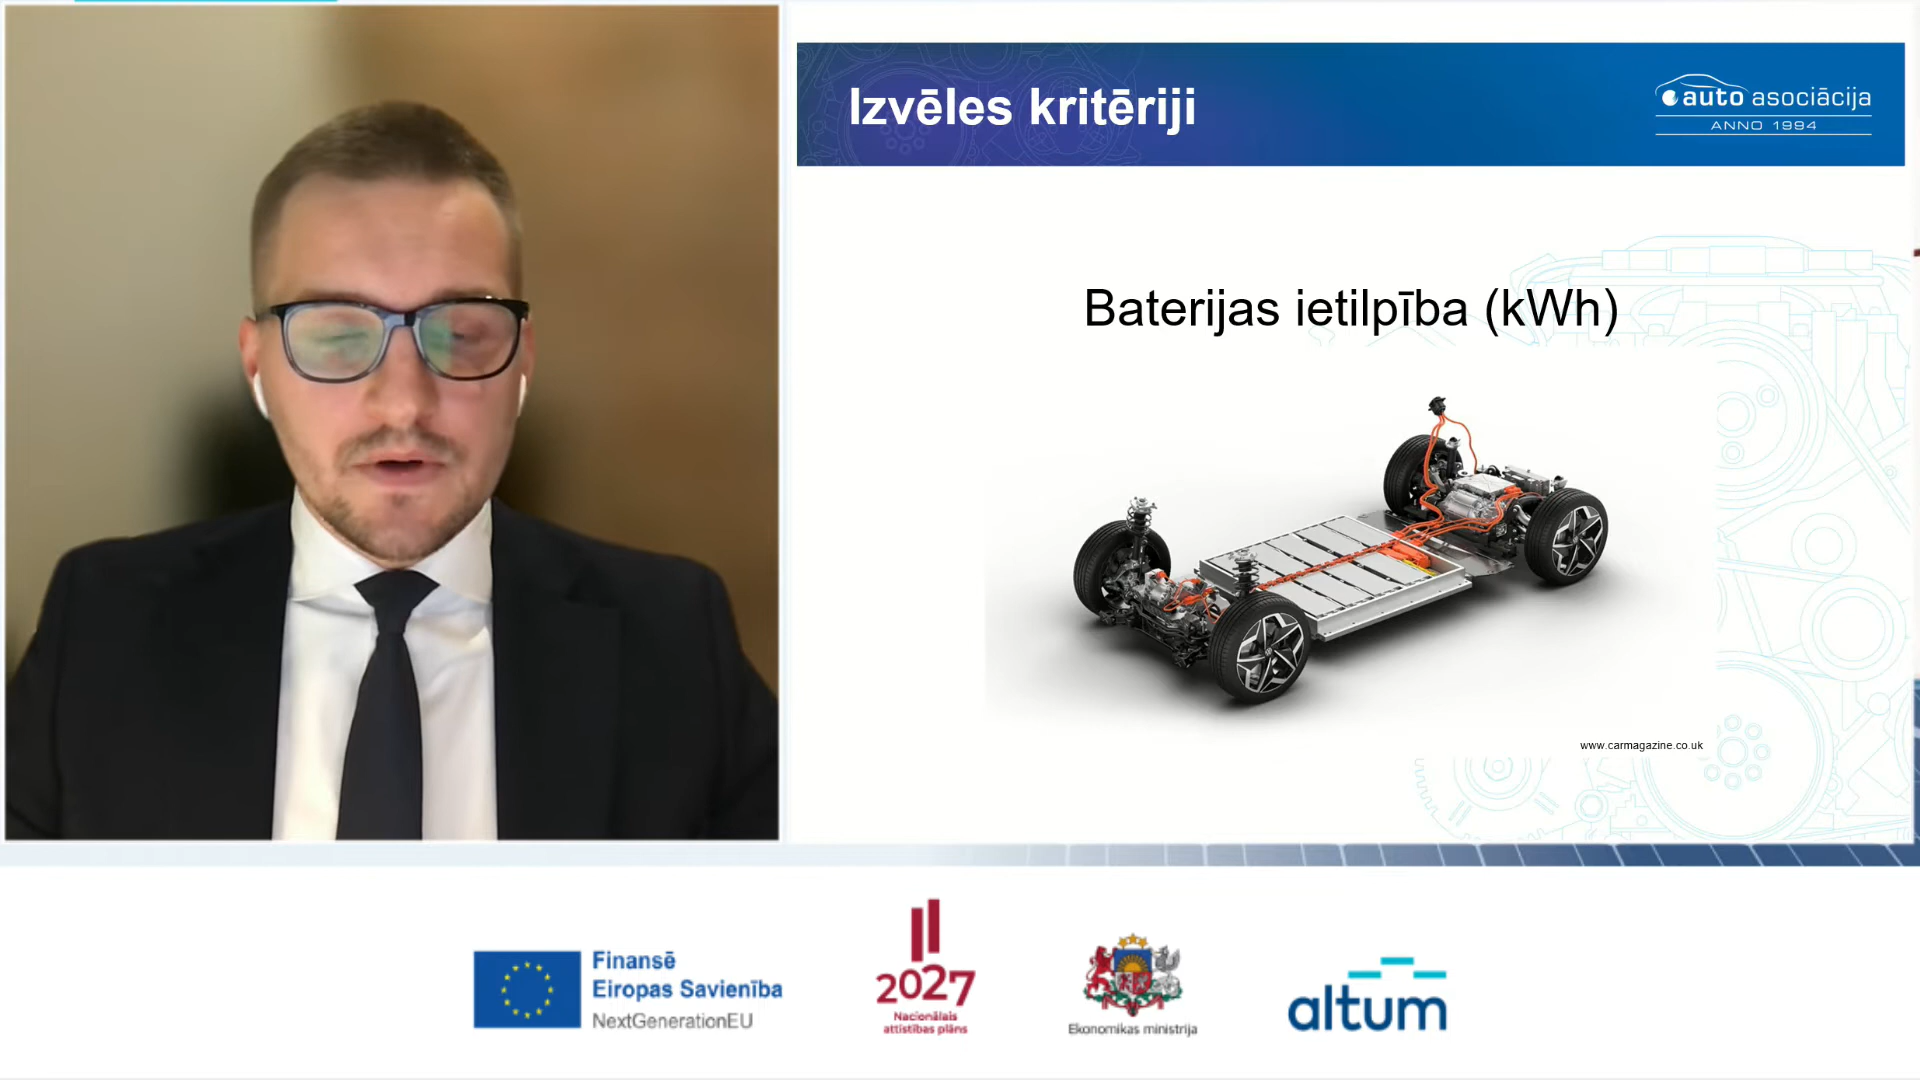 Izvēles kritēriji
auto asociācija
ANNO 1994
Baterijas ietilpība (kWh)
www.carmagazine.co.uk
Finansē
Eiropas Savienība
NextGenerationEU
2027
Nacionālais
attīstības plāns
Ekonomikas ministrija
altum